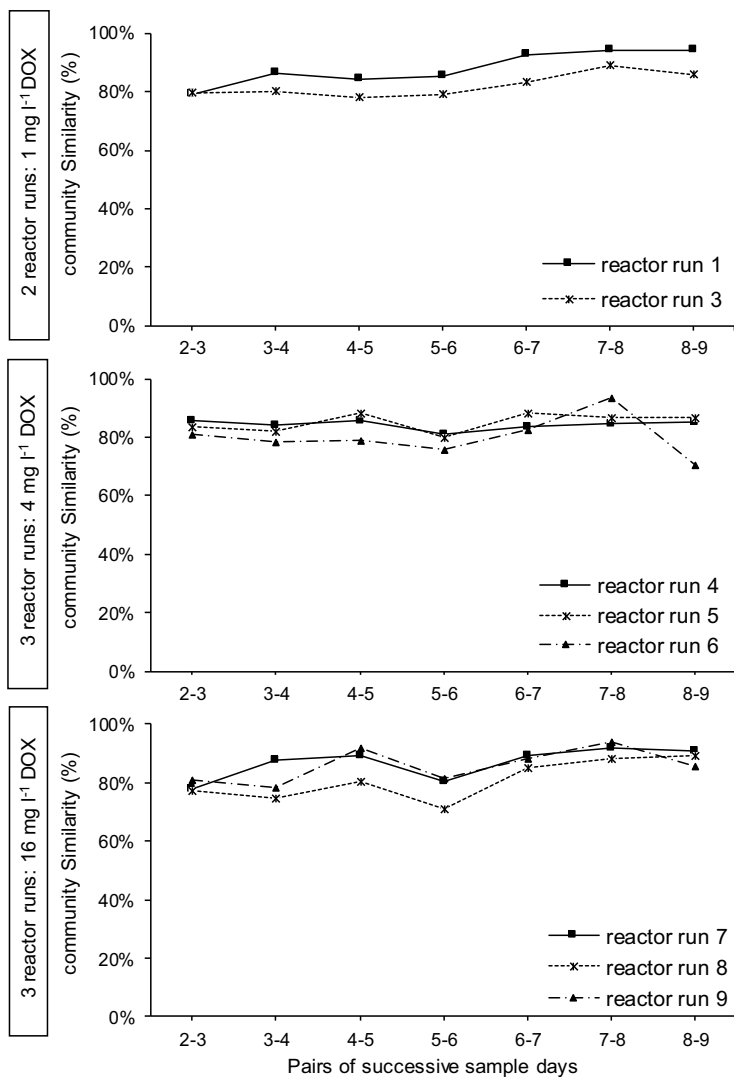 2 reactor runs: 1 mg l⁻¹ DOX
community Similarity (%)
100%
80%
60%
40%
20%
0%
reactor run 1
reactor run 3
2-3 3-4 4-5 5-6 6-7 7-8 8-9
3 reactor runs: 4 mg l⁻¹ DOX
community Similarity (%)
100%
80%
60%
40%
20%
0%
reactor run 4
reactor run 5
reactor run 6
2-3 3-4 4-5 5-6 6-7 7-8 8-9
3 reactor runs: 16 mg l⁻¹ DOX
community Similarity (%)
100%
80%
60%
40%
20%
0%
reactor run 7
reactor run 8
reactor run 9
2-3 3-4 4-5 5-6 6-7 7-8 8-9
Pairs of successive sample days